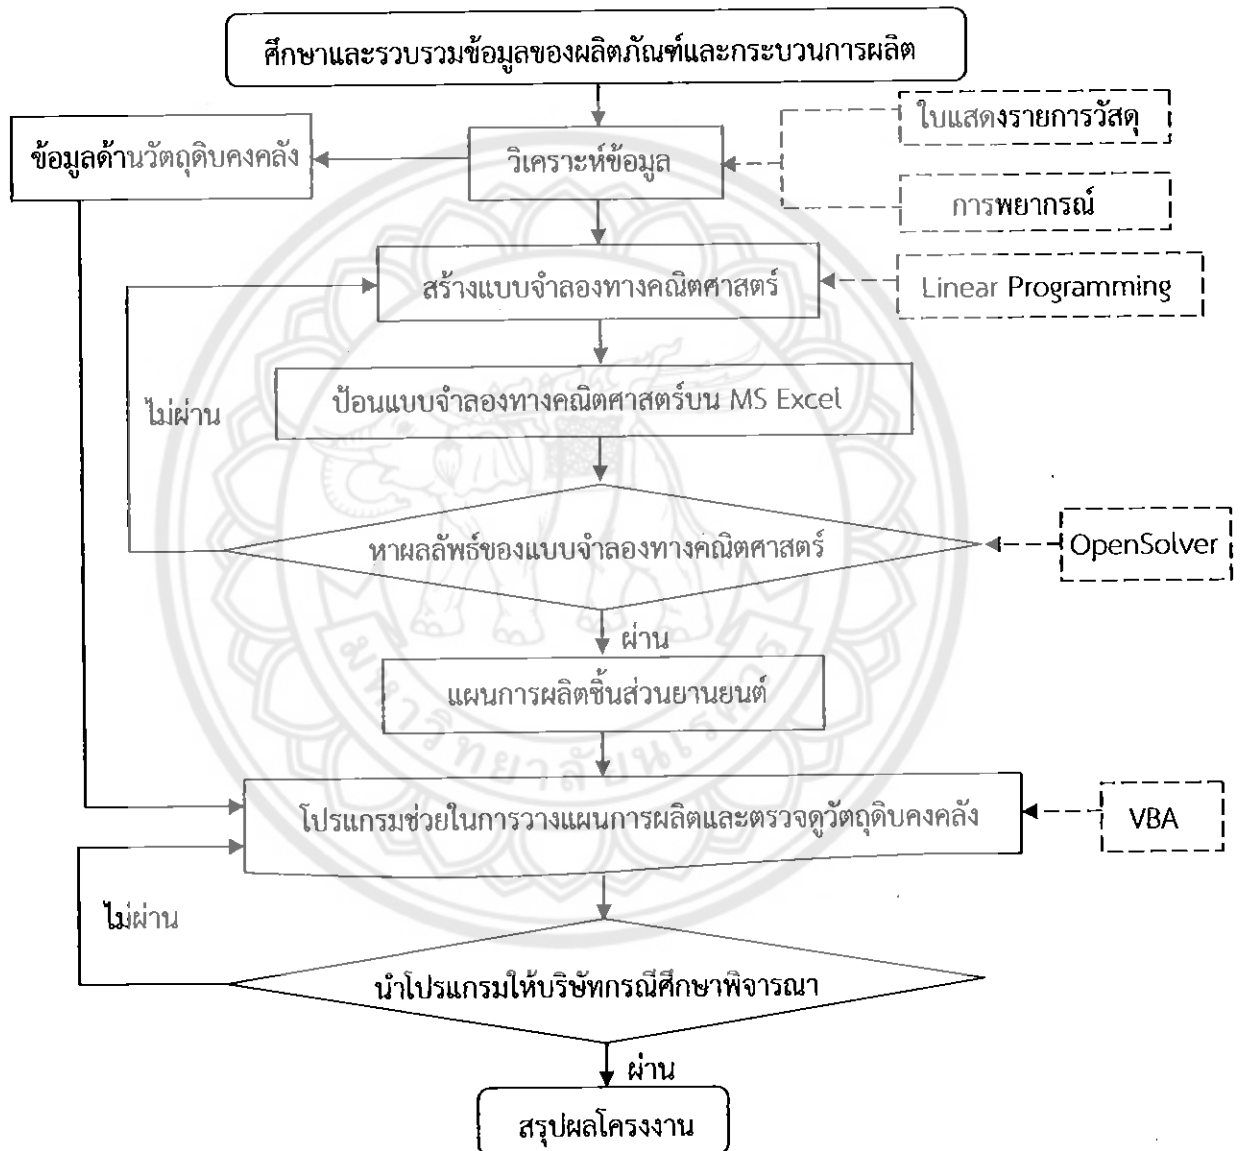 ศึกษาและรวบรวมข้อมูลของผลิตภัณฑ์และกระบวนการผลิต
ใบแสดงรายการวัสดุ
ข้อมูลด้านวัตถุดิบคงคลัง
วิเคราะห์ข้อมูล
การพยากรณ์
สร้างแบบจำลองทางคณิตศาสตร์
Linear Programming
ไม่ผ่าน
ป้อนแบบจำลองทางคณิตศาสตร์บน MS Excel
หาผลลัพธ์ของแบบจำลองทางคณิตศาสตร์
OpenSolver
ผ่าน
แผนการผลิตชิ้นส่วนยานยนต์
มหาวิทยาลัยนเรศวร
โปรแกรมช่วยในการวางแผนการผลิตและตรวจดูวัตถุดิบคงคลัง
VBA
ไม่ผ่าน
นำโปรแกรมให้บริษัทกรณีศึกษาพิจารณา
ผ่าน
สรุปผลโครงงาน